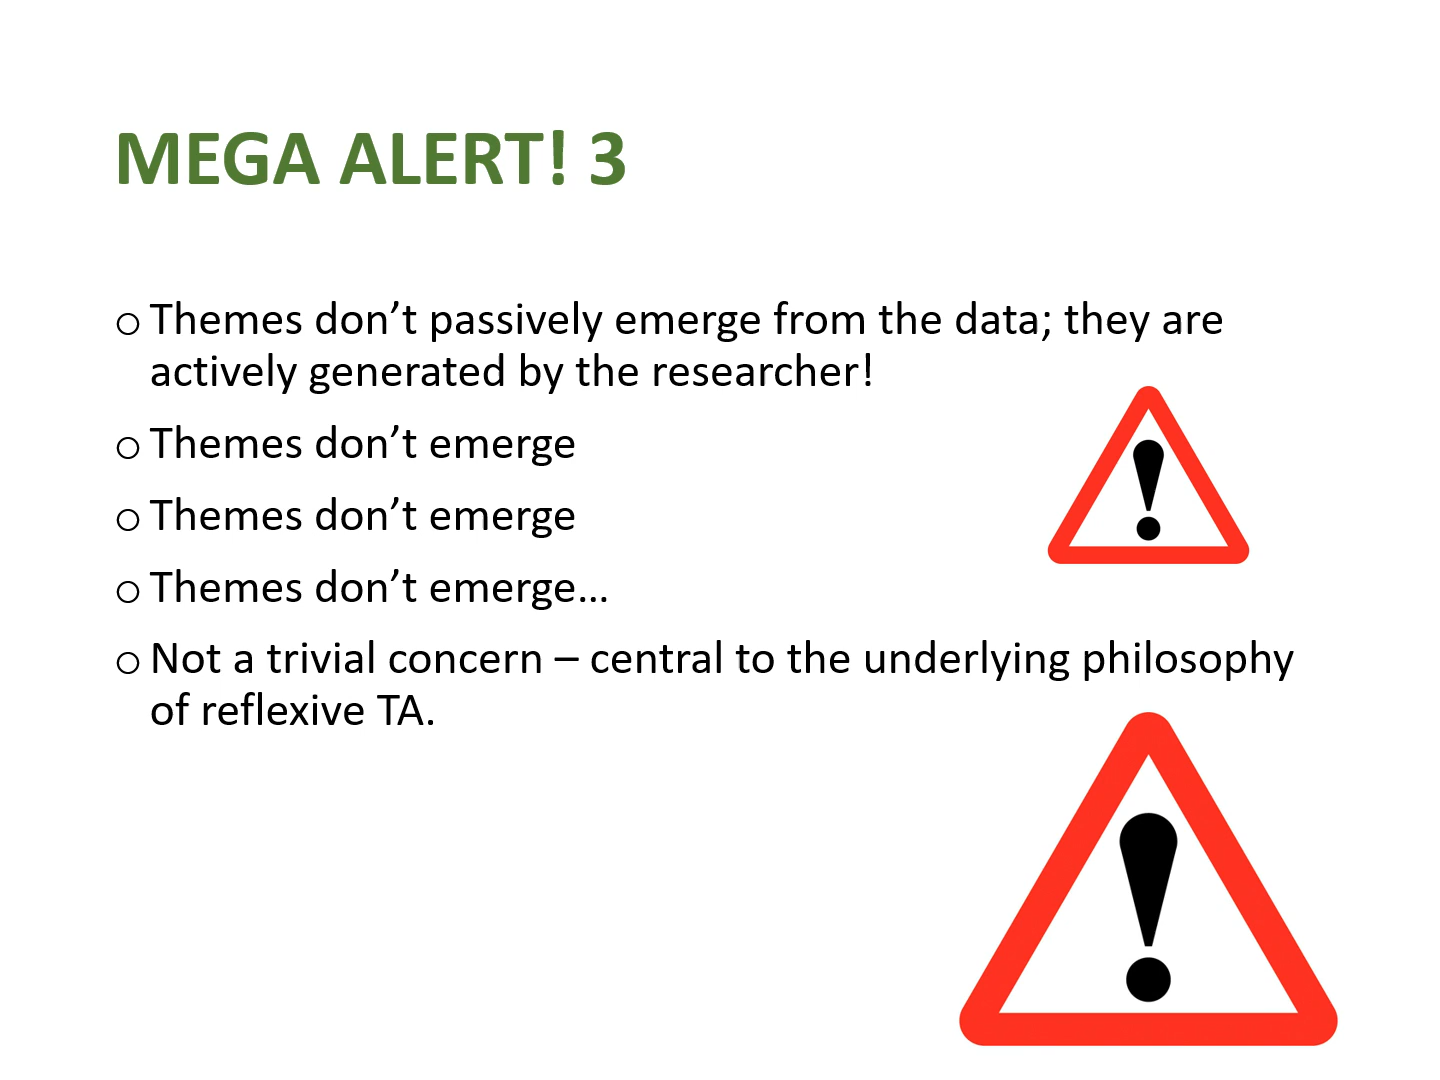 MEGA ALERT! 3
○ Themes don’t passively emerge from the data; they are
actively generated by the researcher!
○ Themes don’t emerge
○ Themes don’t emerge
○ Themes don’t emerge…
○ Not a trivial concern – central to the underlying philosophy
of reflexive TA.